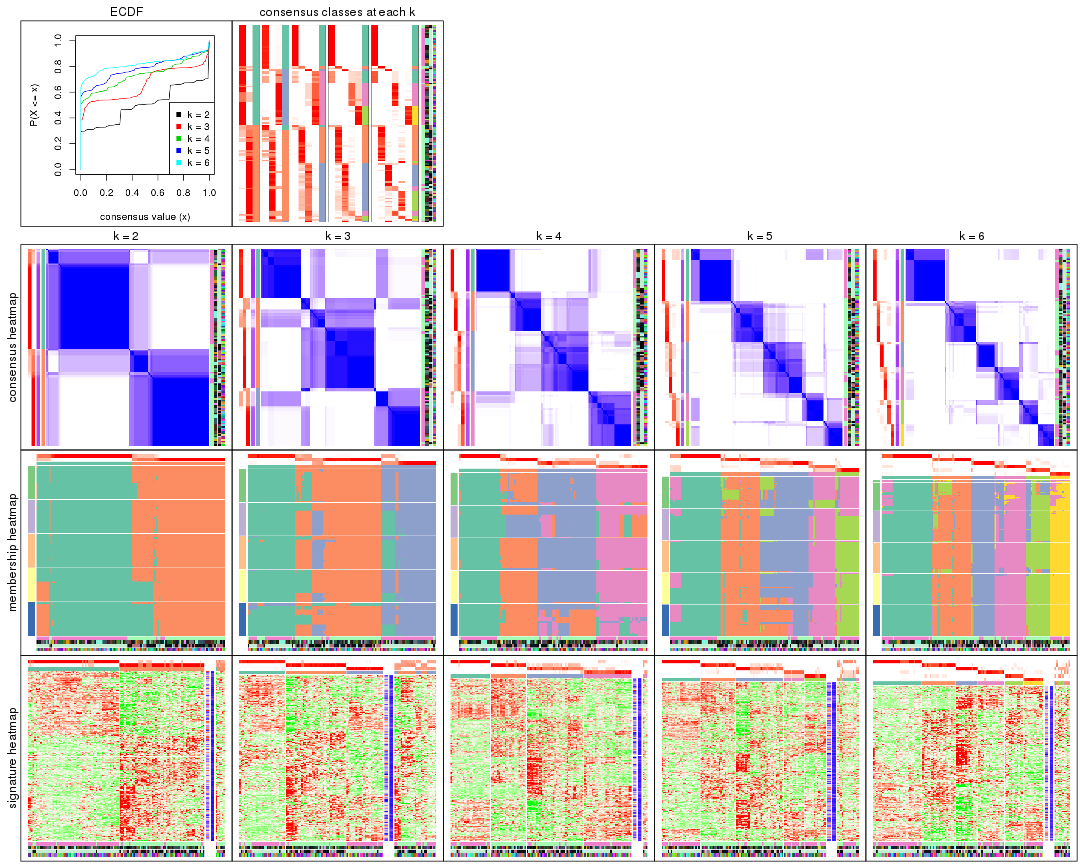 ECDF
consensus classes at each k
P(X <= x)
0.0 0.2 0.4 0.6 0.8 1.0
k = 2
k = 3
k = 4
k = 5
k = 6
0.0 0.2 0.4 0.6 0.8 1.0
consensus value (x)
k = 2 k = 3 k = 4 k = 5 k = 6
consensus heatmap
membership heatmap
signature heatmap